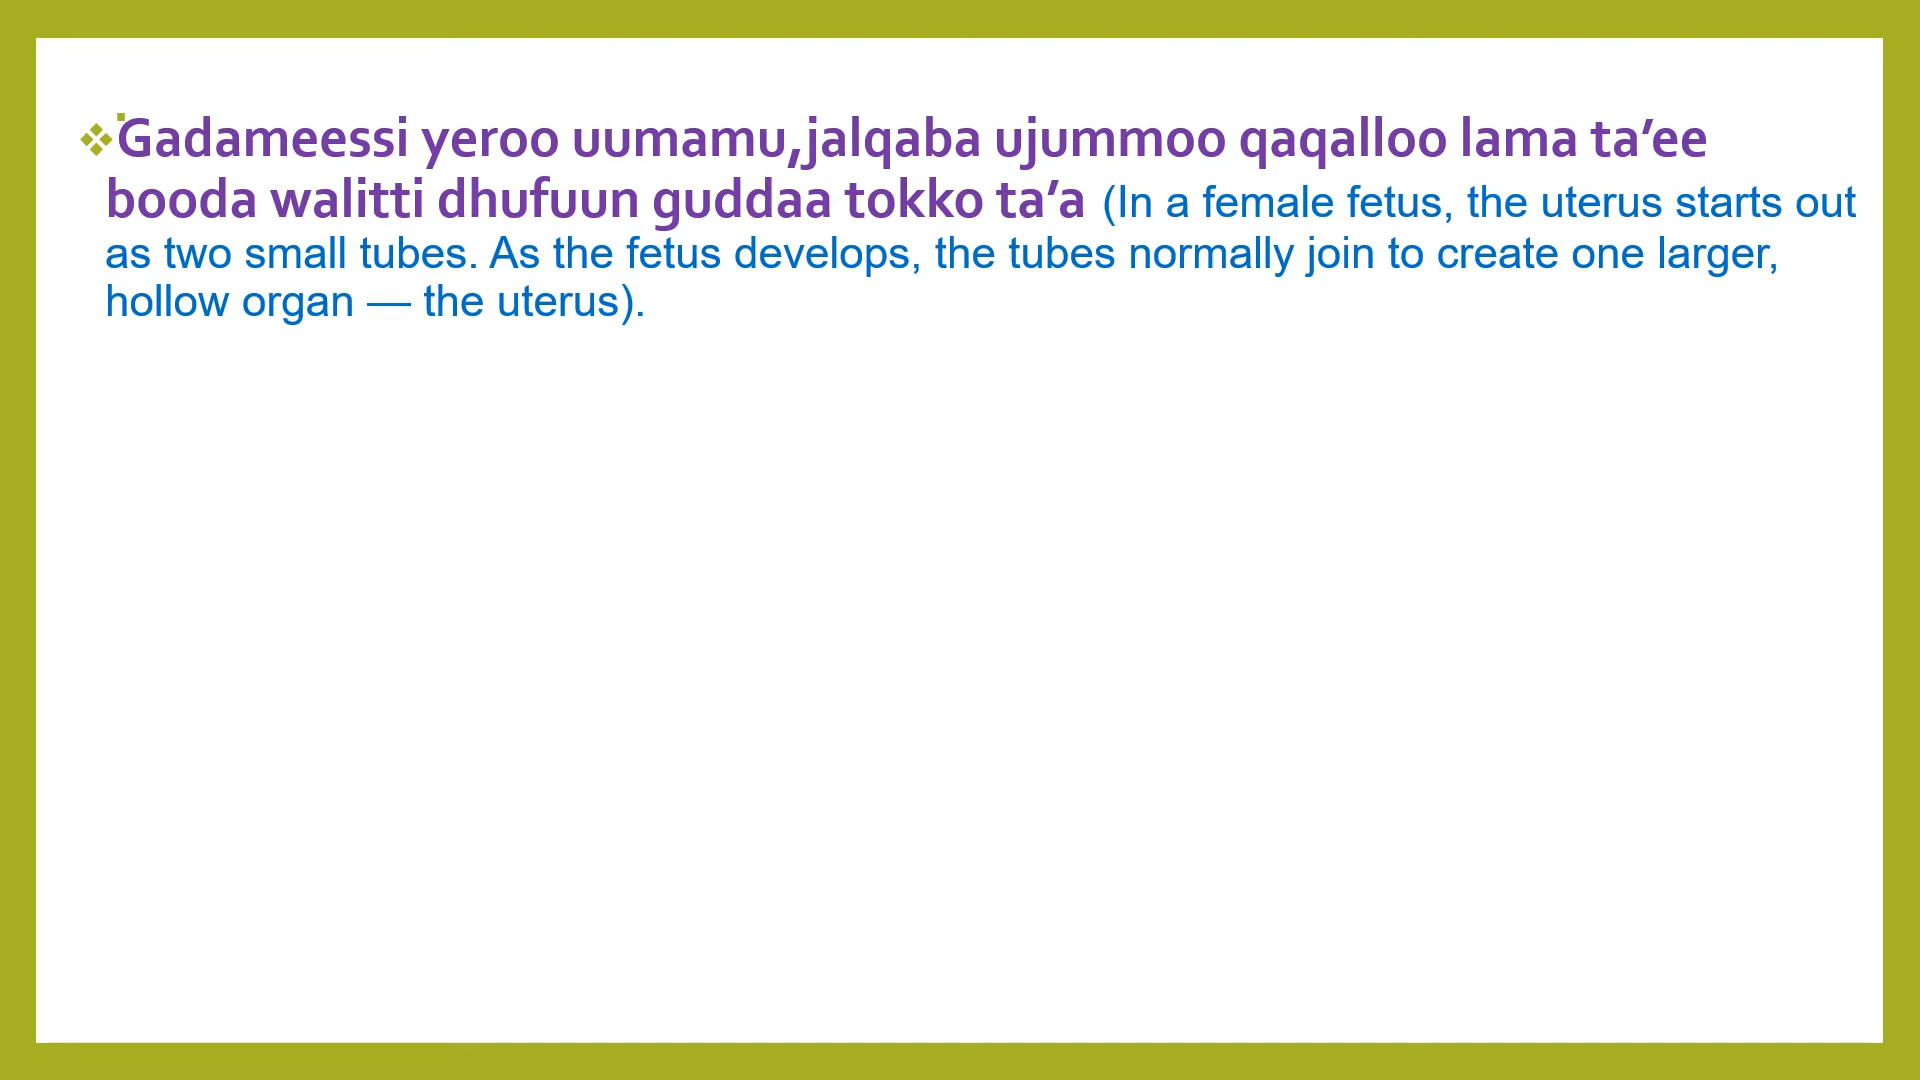 ❖Gadameessi yeroo uumamu,jalqaba ujummoo qaqalloo lama ta’ee
booda walitti dhufuun guddaa tokko ta’a (In a female fetus, the uterus starts out
as two small tubes. As the fetus develops, the tubes normally join to create one larger,
hollow organ — the uterus).